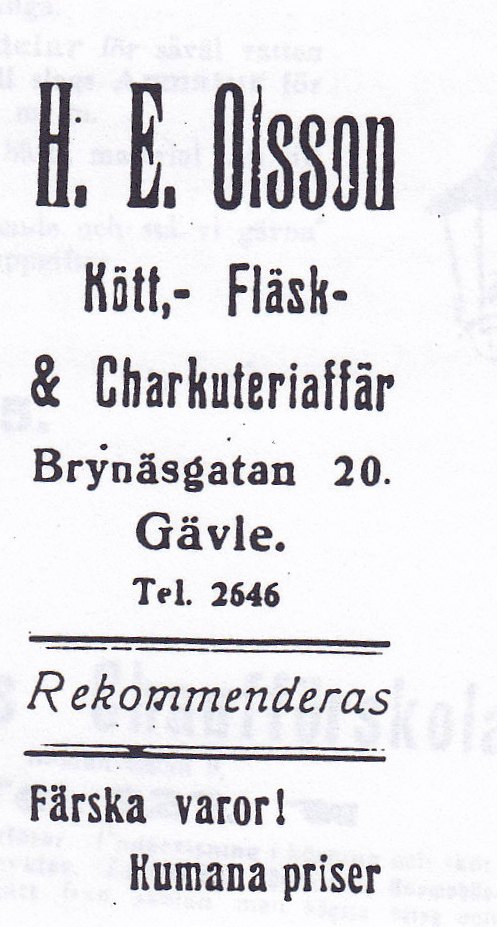 H. E. Olsson
Kött,- Fläsk-
& Charkuteriaffär
Brynäsgatan 20.
Gävle.
Tel. 2646
Rekommenderas
Färska varor!
Humana priser